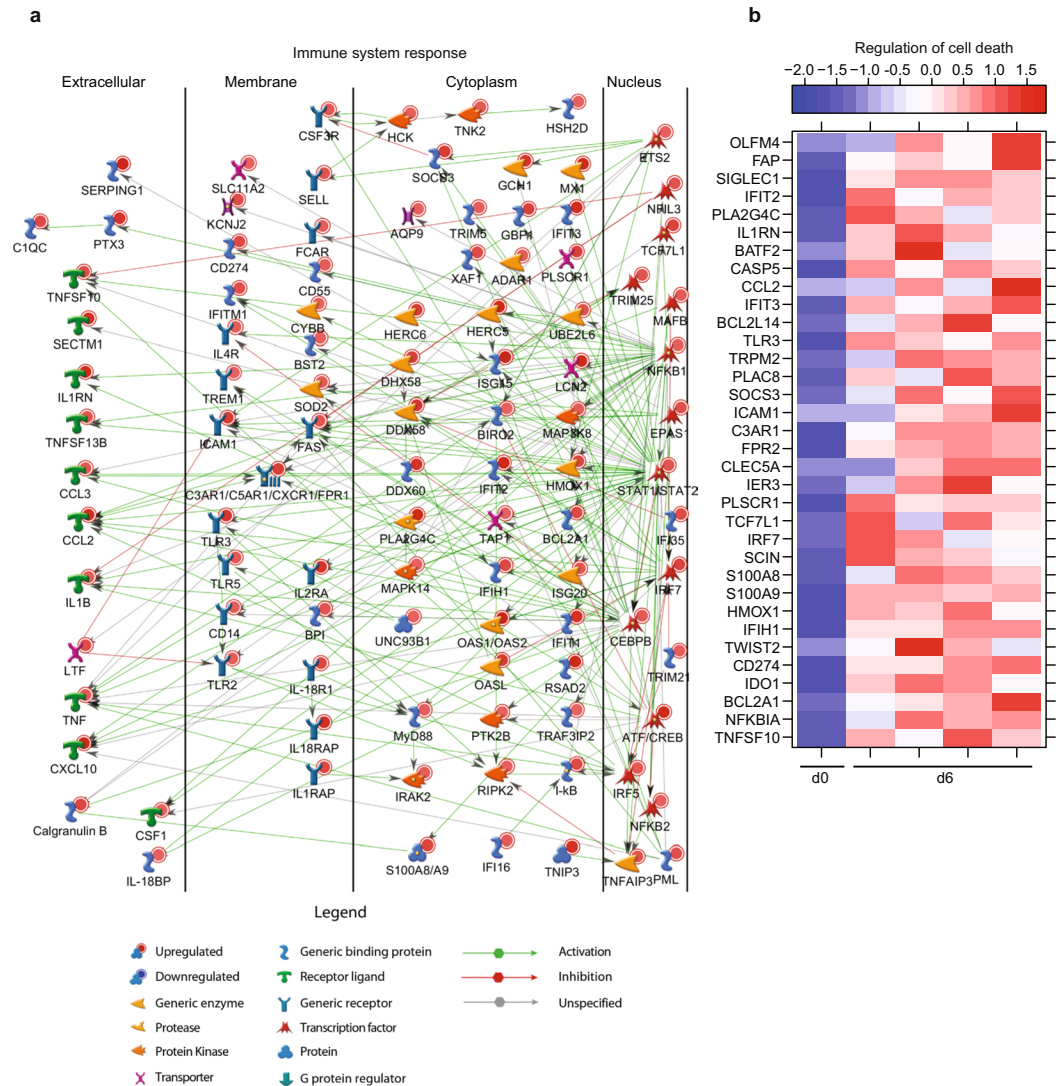 a
b
Immune system response
Extracellular
Membrane
Cytoplasm
Nucleus
CSF3R
HCK
TNK2
HSH2D
ETS2
SERPING1
SLC11A2
SELL
SOCS3
GCH1
MX1
NFIL3
C1QC
PTX3
KCNJ2
FCAR
AQP9
TRIM5
GBP1
IFIT3
TCF7L1
TNFSF10
CD274
CD55
XAF1
ADAR1
PLSCR1
TRIM25
SECTM1
IFITM1
CYBB
HERC6
HERC5
UBE2L6
MAFB
IL4R
BST2
DHX58
ISG15
LCN2
NFKB1
IL1RN
TREM1
SOD2
TNFSF13B
ICAM1
FAS
DDX58
BIRC2
MAP3K8
EPAS1
CCL3
C3AR1/C5AR1/CXCR1/FPR1
DDX60
IFIT2
HMOX1
STAT1/STAT2
CCL2
TLR3
PLA2G4C
TAP1
BCL2A1
IFI35
IL1B
TLR5
IL2RA
MAPK14
IFIH1
ISG20
IRF7
CD14
BPI
UNC93B1
OAS1/OAS2
IFIT1
CEBPB
LTF
TLR2
IL-18R1
OASL
RSAD2
TRIM21
TNF
IL18RAP
MyD88
PTK2B
TRAF3IP2
ATF/CREB
CXCL10
IL1RAP
IRAK2
RIPK2
I-kB
IRF5
Calgranulin B
CSF1
NFKB2
IL-18BP
S100A8/A9
IFI16
TNIP3
TNFAIP3
PML
Legend
Upregulated
Generic binding protein
Activation
Downregulated
Receptor ligand
Inhibition
Generic enzyme
Generic receptor
Unspecified
Protease
Transcription factor
Protein Kinase
Protein
Transporter
G protein regulator
Regulation of cell death
−2.0 −1.5 −1.0 -0.5 0.0 0.5 1.0 1.5
OLFM4
FAP
SIGLEC1
IFIT2
PLA2G4C
IL1RN
BATF2
CASP5
CCL2
IFIT3
BCL2L14
TLR3
TRPM2
PLAC8
SOCS3
ICAM1
C3AR1
FPR2
CLEC5A
IER3
PLSCR1
TCF7L1
IRF7
SCIN
S100A8
S100A9
HMOX1
IFIH1
TWIST2
CD274
IDO1
BCL2A1
NFKBIA
TNFSF10
d0
d6